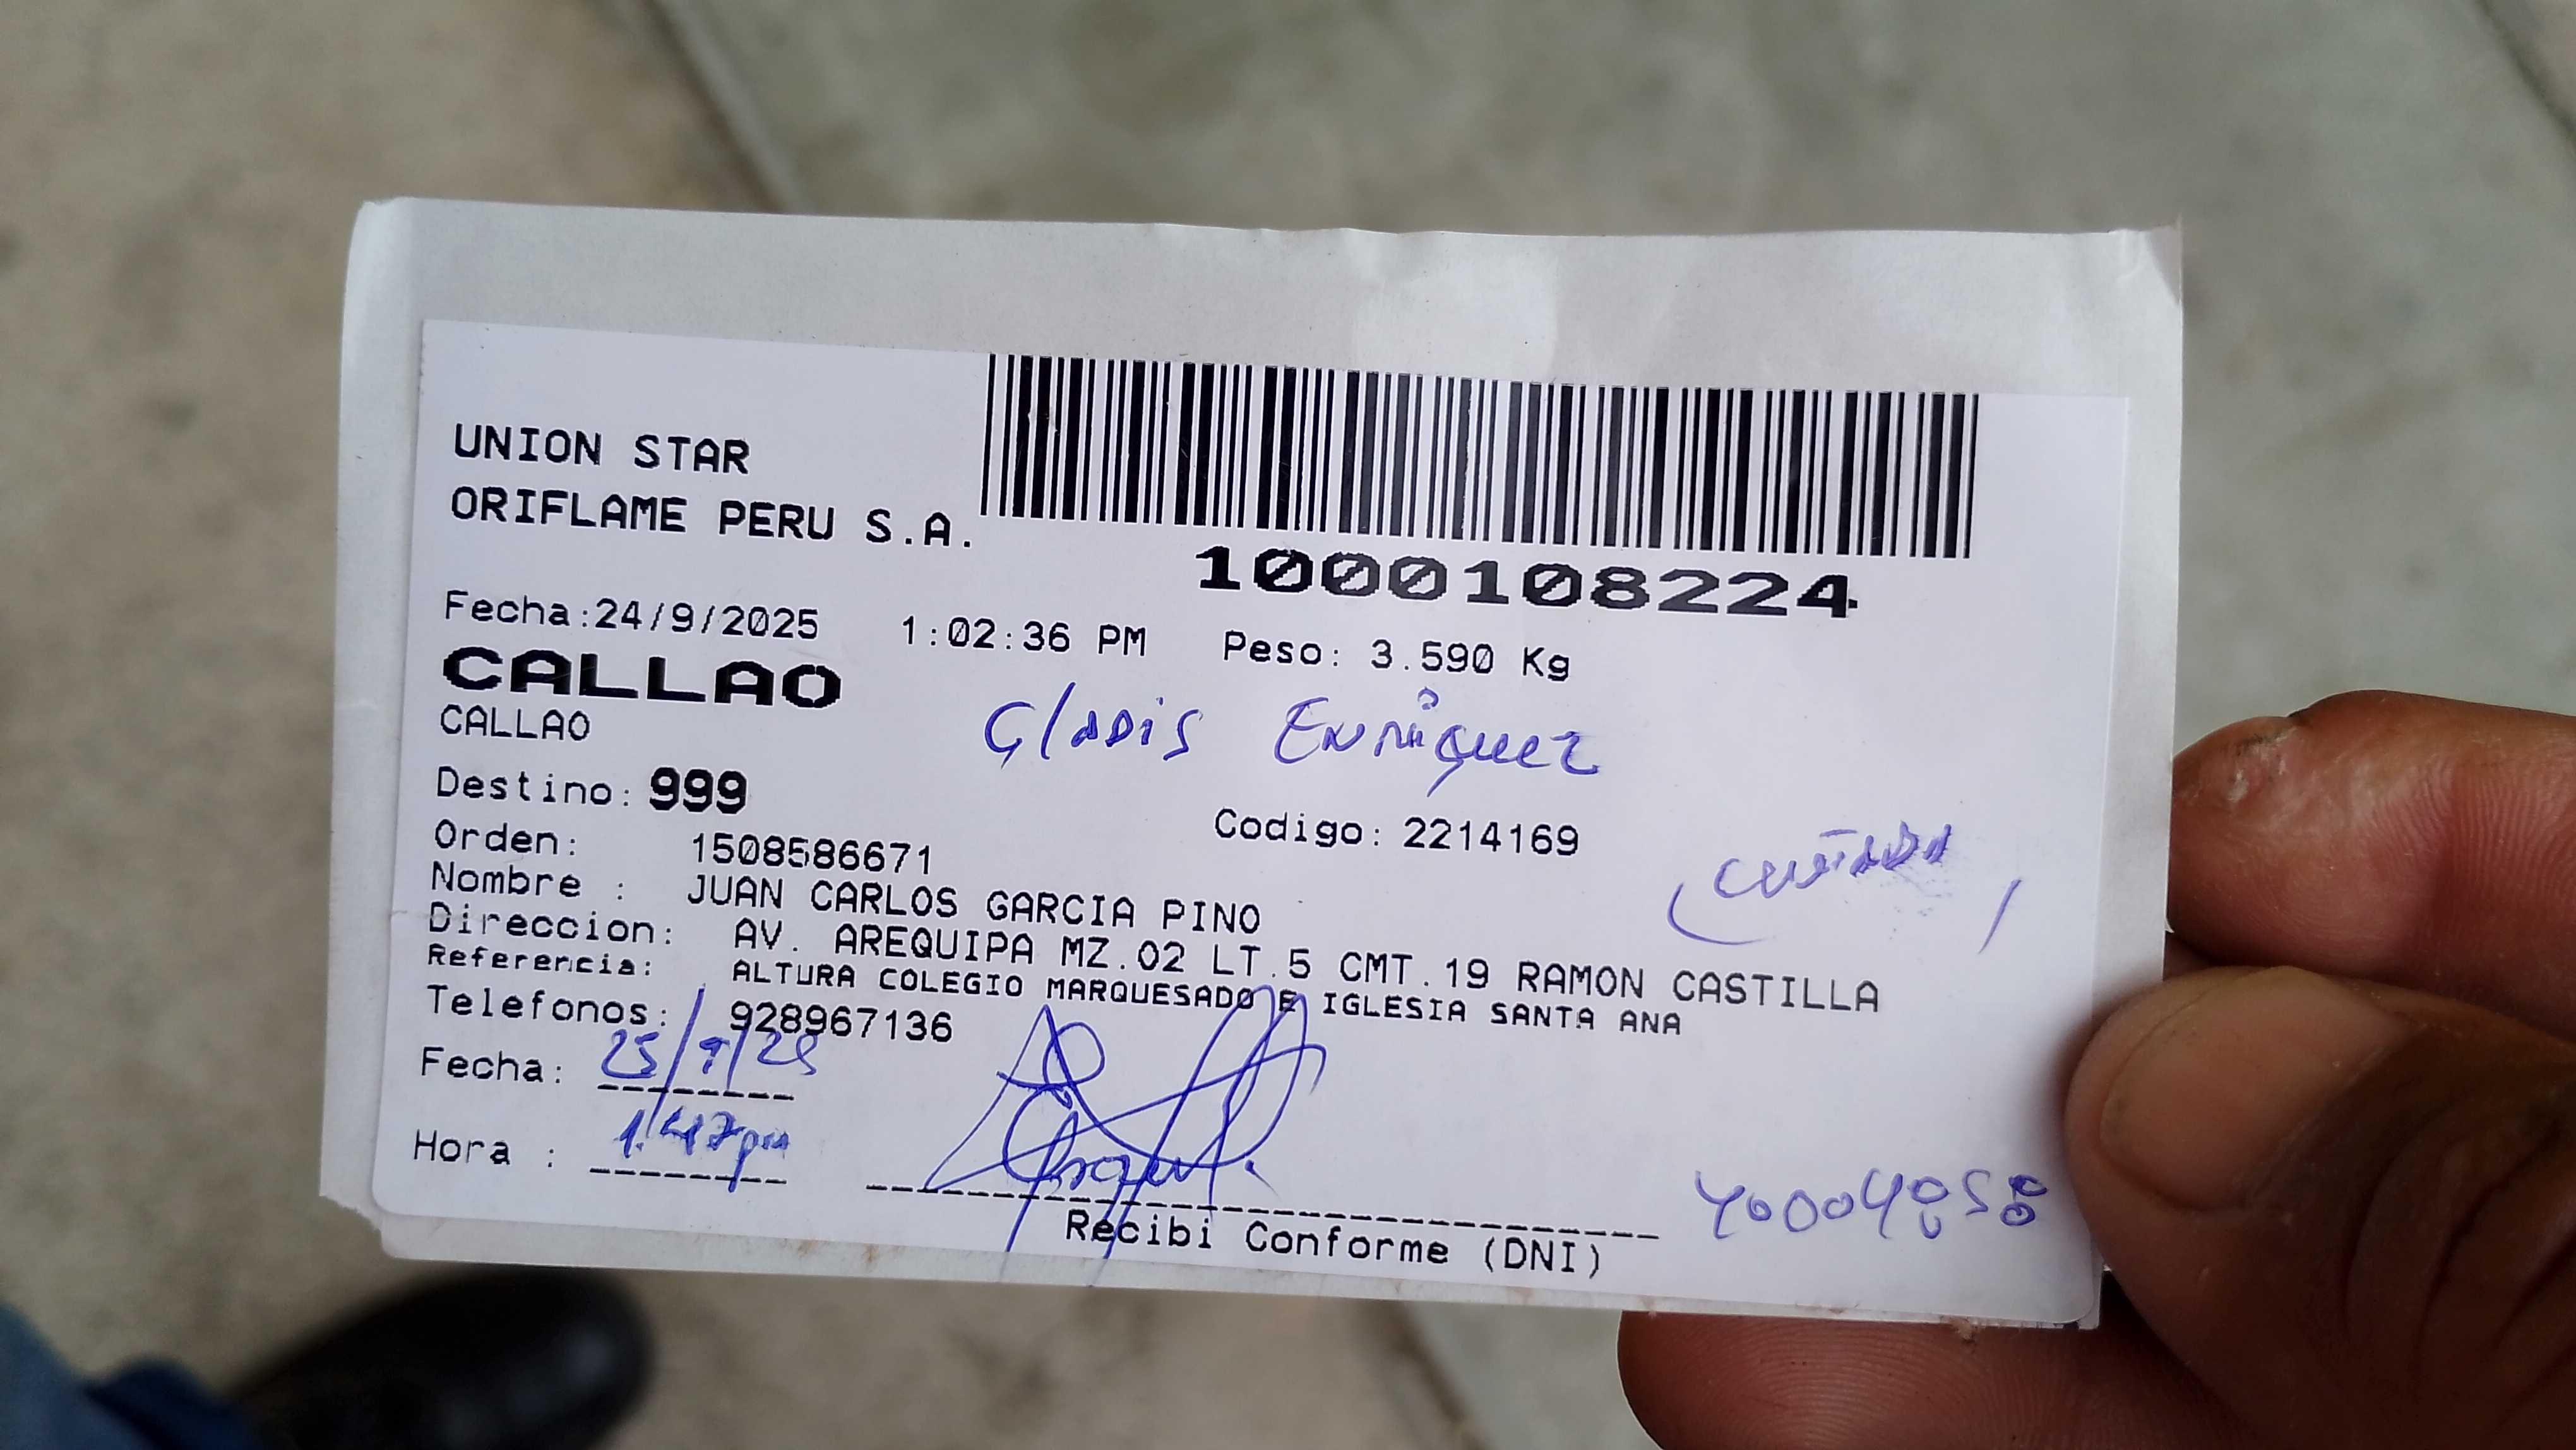 UNION STAR
ORIFLAME PERU S.A.
1000108224
Fecha:24/9/2025 1:02:36 PM Peso: 3.590 Kg
CALLAO
CALLAO
Gladis Enriquez
Destino: 999
Codigo: 2214169
Orden: 1508586671
(cuñada)
Nombre : JUAN CARLOS GARCIA PINO
Direccion: AV. AREQUIPA MZ.02 LT.5 CMT.19 RAMON CASTILLA
Referencia: ALTURA COLEGIO MARQUESADO E IGLESIA SANTA ANA
Telefonos: 928967136
Fecha: 25/9/25
Hora : 1.47pm
Recibi Conforme (DNI)